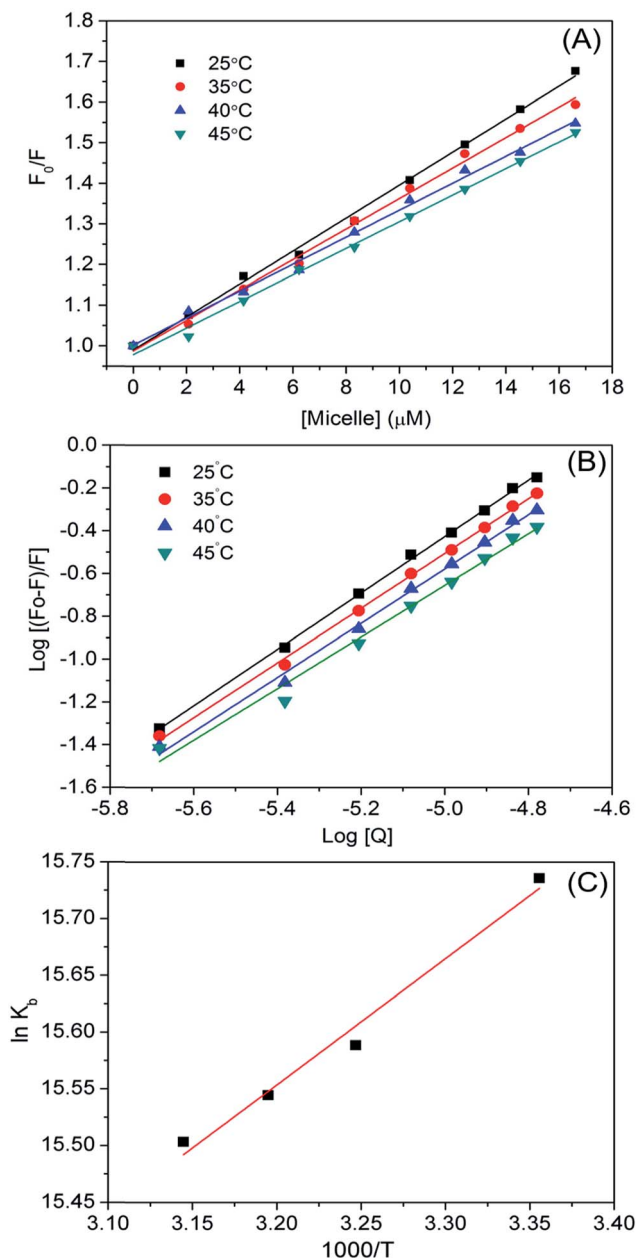 (A)
25°C
35°C
40°C
45°C
1.8
1.7
1.6
1.5
1.4
1.3
1.2
1.1
1.0
F₀/F
0 2 4 6 8 10 12 14 16 18
[Micelle] (μM)
(B)
25°C
35°C
40°C
45°C
0.0
-0.2
-0.4
-0.6
-0.8
-1.0
-1.2
-1.4
-1.6
Log [(Fo-F)/F]
-5.8 -5.6 -5.4 -5.2 -5.0 -4.8 -4.6
Log [Q]
(C)
15.75
15.70
15.65
15.60
15.55
15.50
15.45
ln K_b
3.10 3.15 3.20 3.25 3.30 3.35 3.40
1000/T